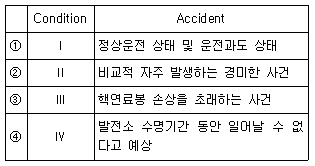 Condition Accident
① Ⅰ 정상운전 상태 및 운전과도 상태
② Ⅱ 비교적 자주 발생하는 경미한 사건
③ Ⅲ 핵연료봉 손상을 초래하는 사건
④ Ⅳ 발전소 수명기간 동안 일어날 수 없
다고 예상